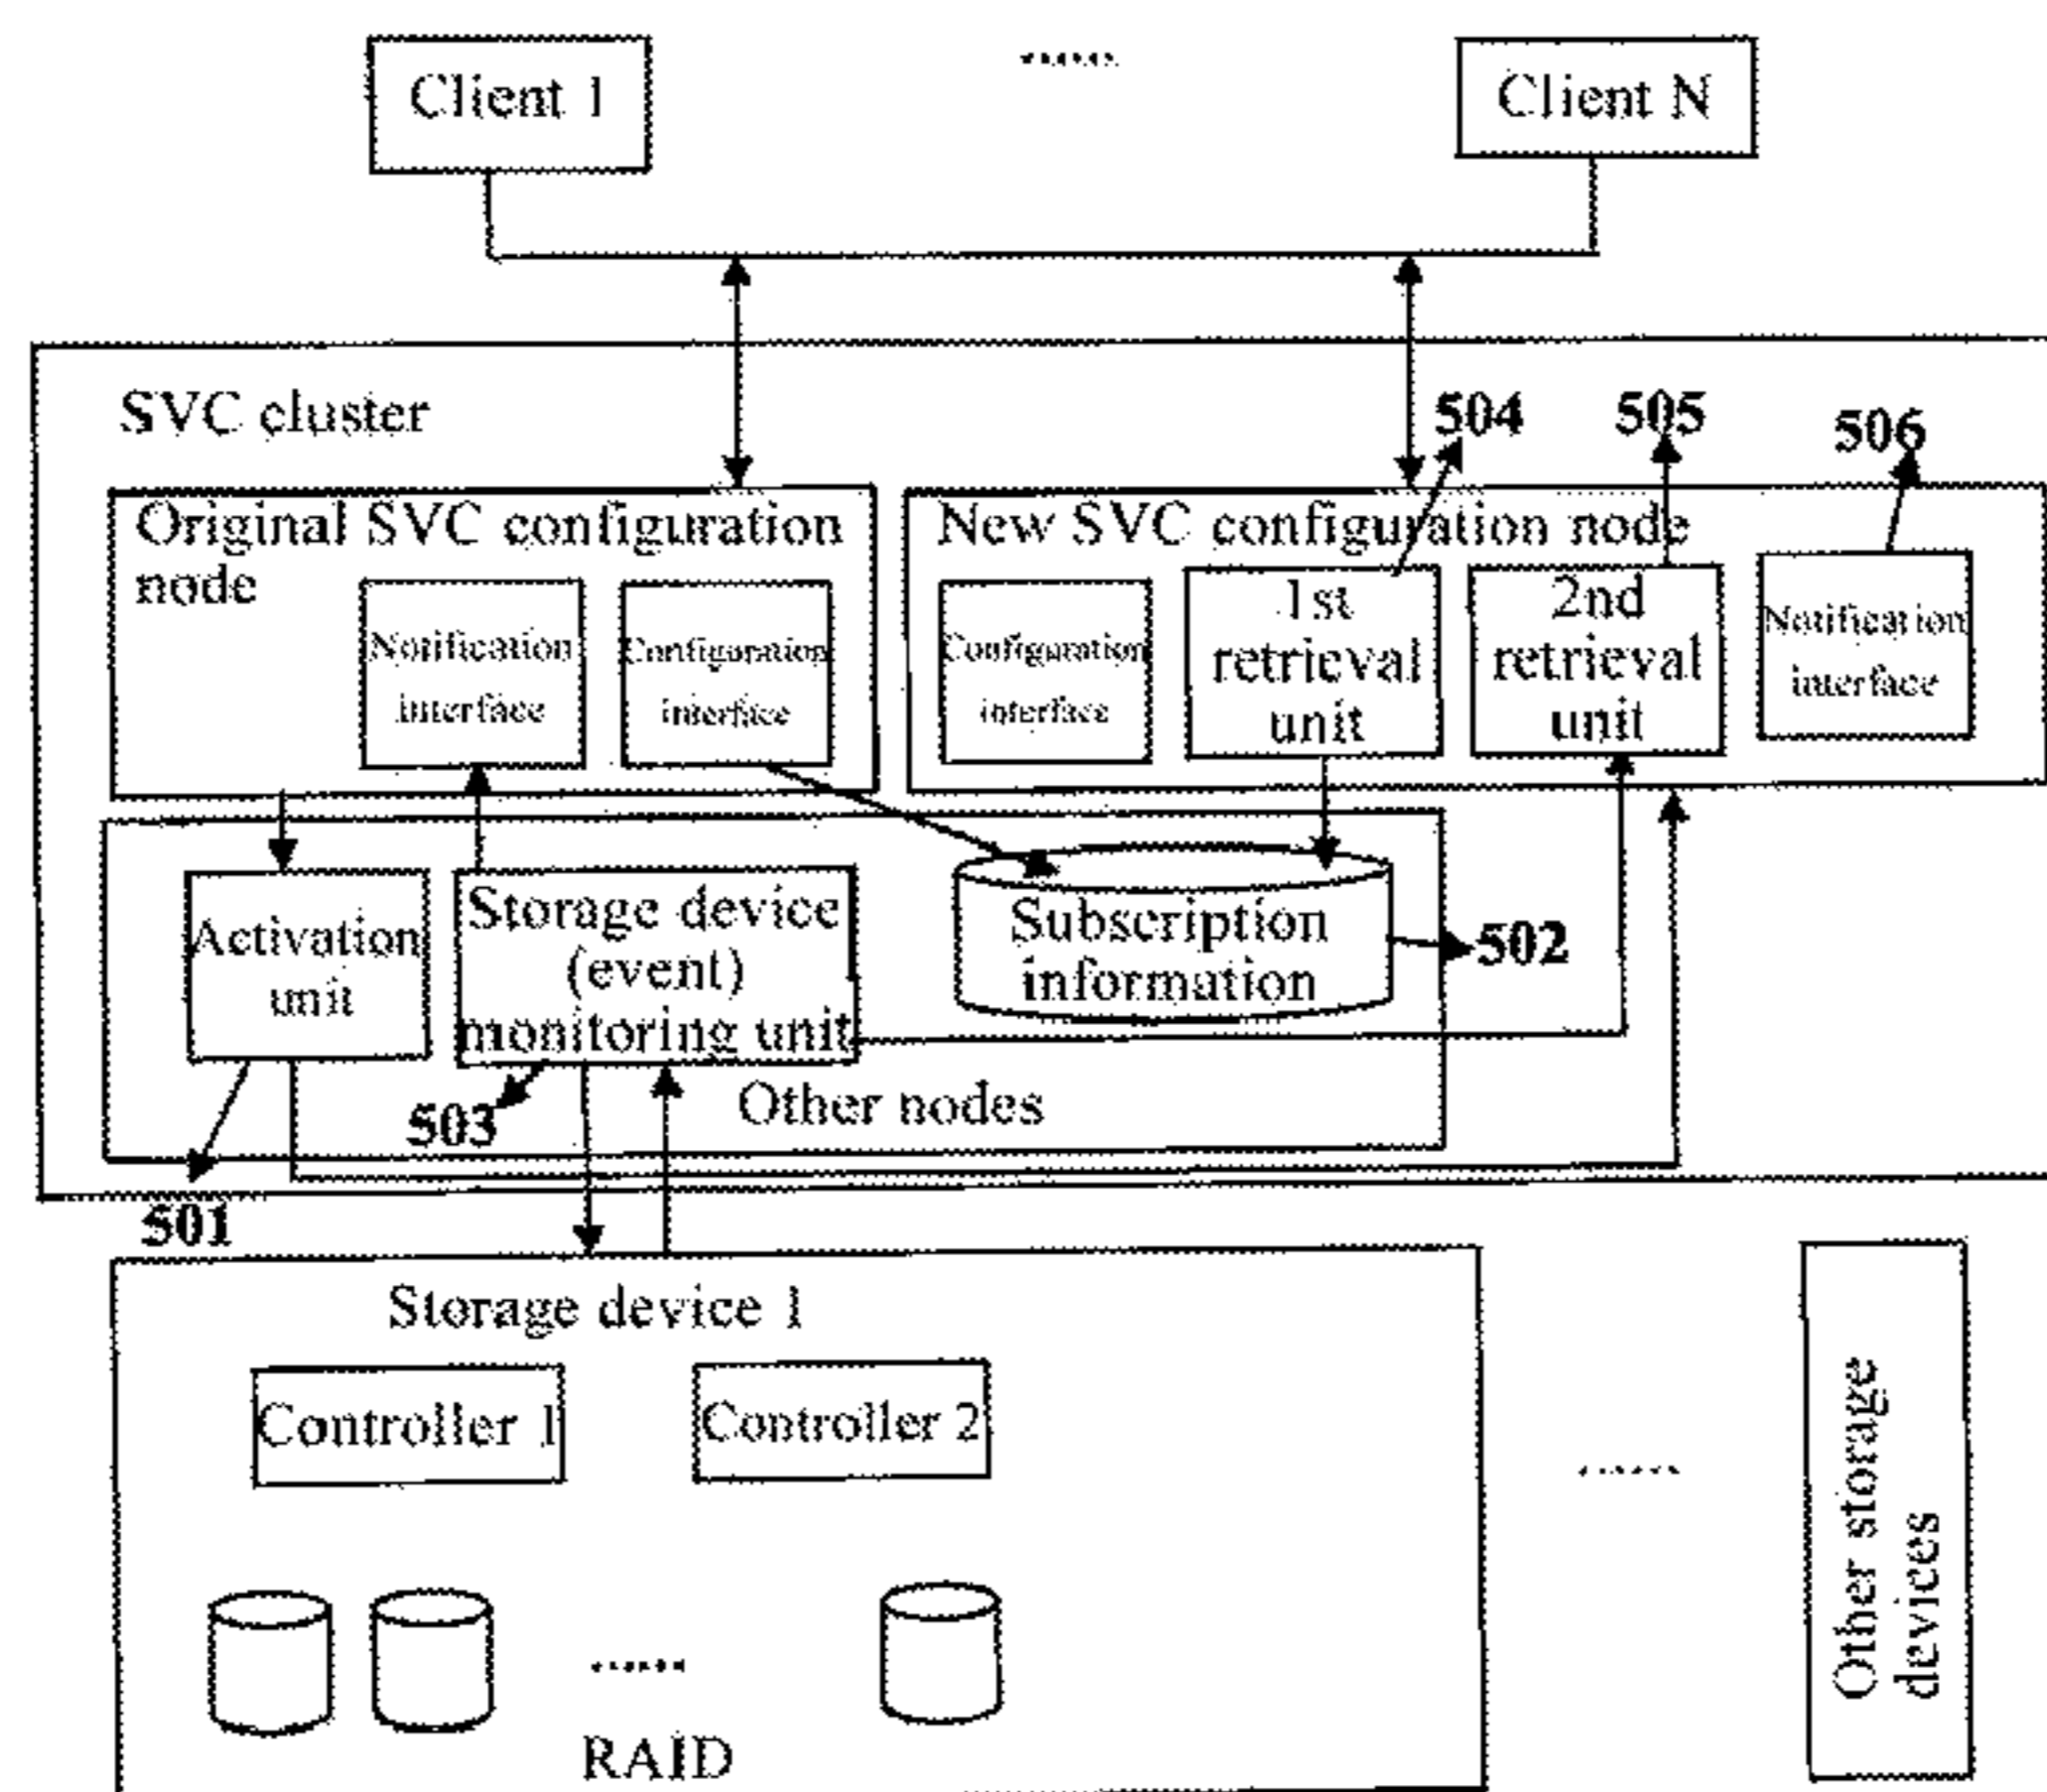 Client 1
......
Client N
SVC cluster
504
505
506
Original SVC configuration
node
New SVC configuration node
Notification
interface
Configuration
interface
Configuration
interface
1st
retrieval
unit
2nd
retrieval
unit
Notification
interface
Activation
unit
Storage device
(event)
monitoring unit
Subscription
information
502
503
Other nodes
501
Storage device 1
Controller 1
Controller 2
......
Other storage
devices
......
RAID